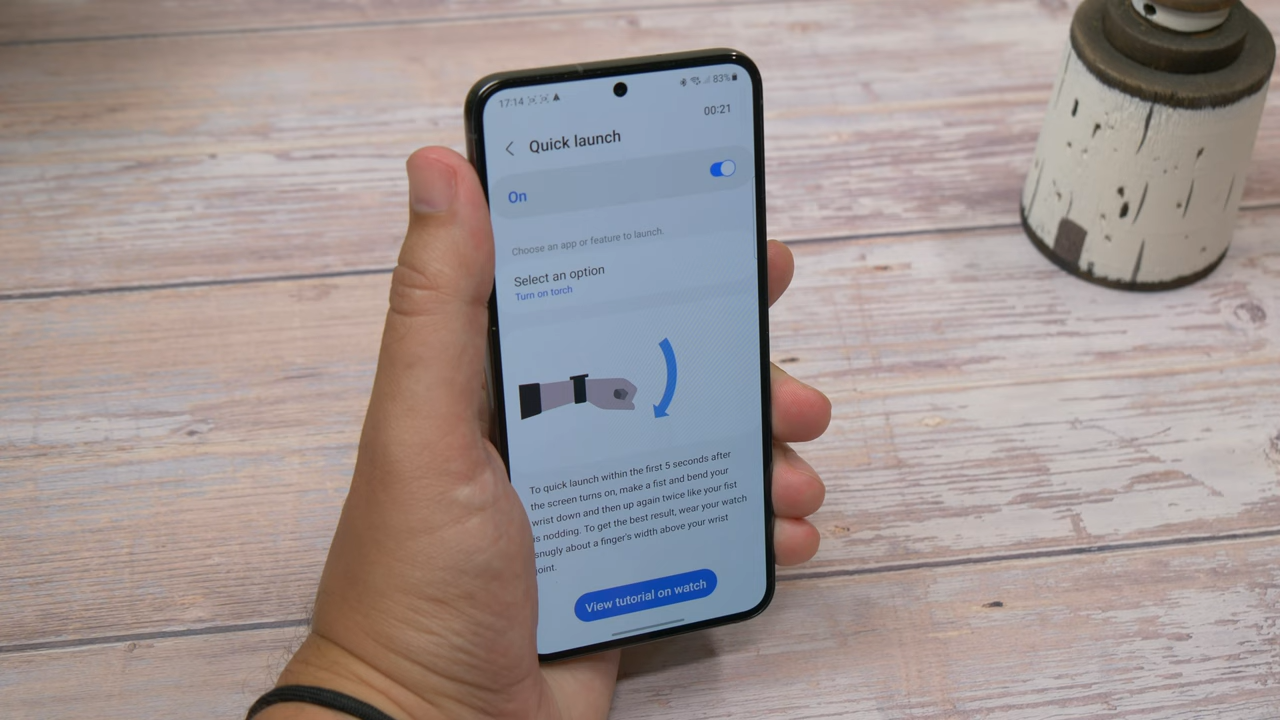 17:14 83%
00:21
Quick launch
On
Choose an app or feature to launch.
Select an option
Turn on torch
To quick launch within the first 5 seconds after
the screen turns on, make a fist and bend your
wrist down and then up again twice like your fist
is nodding. To get the best result, wear your watch
snugly about a finger's width above your wrist
joint.
View tutorial on watch